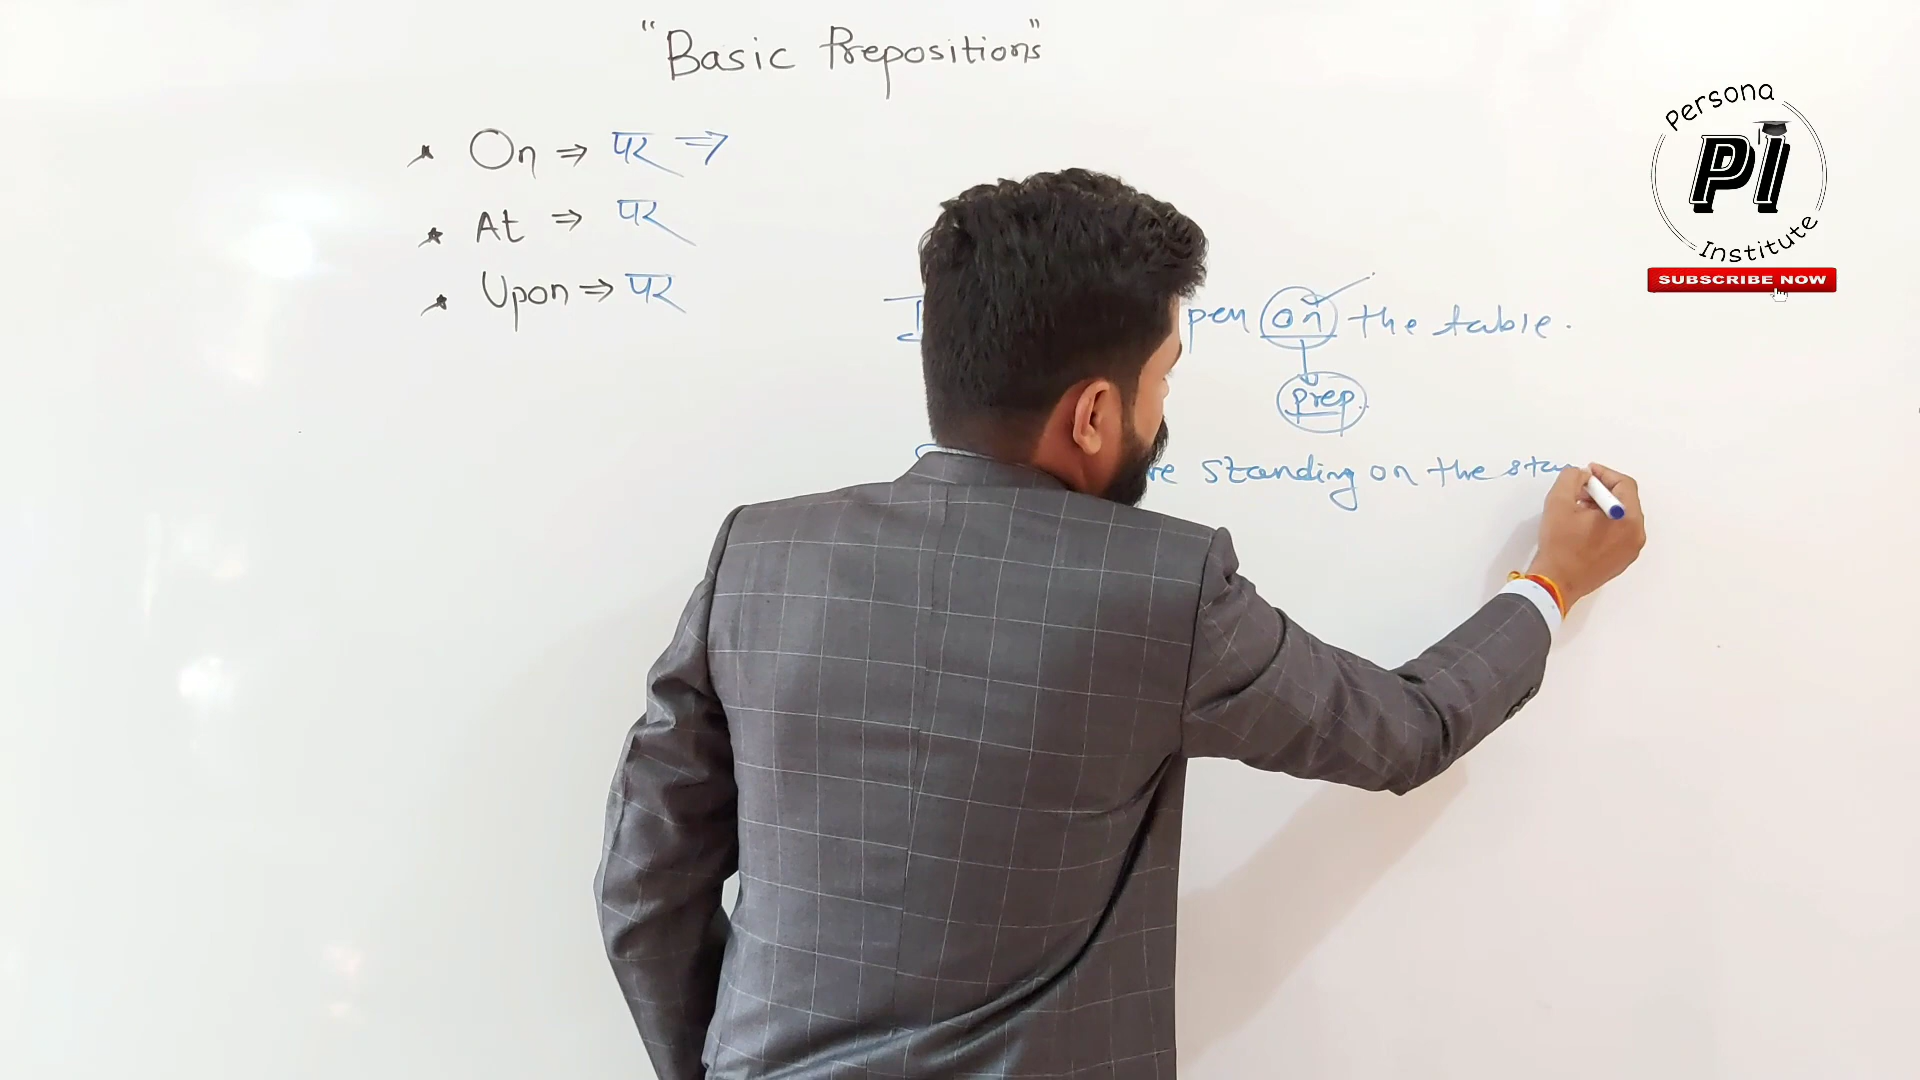 "Basic Prepositions"
★ On ⇒ पर ⇒
★ At ⇒ पर
★ Upon ⇒ पर
pen on the table.
prep.
standing on the
Persona
PI
Institute
SUBSCRIBE NOW